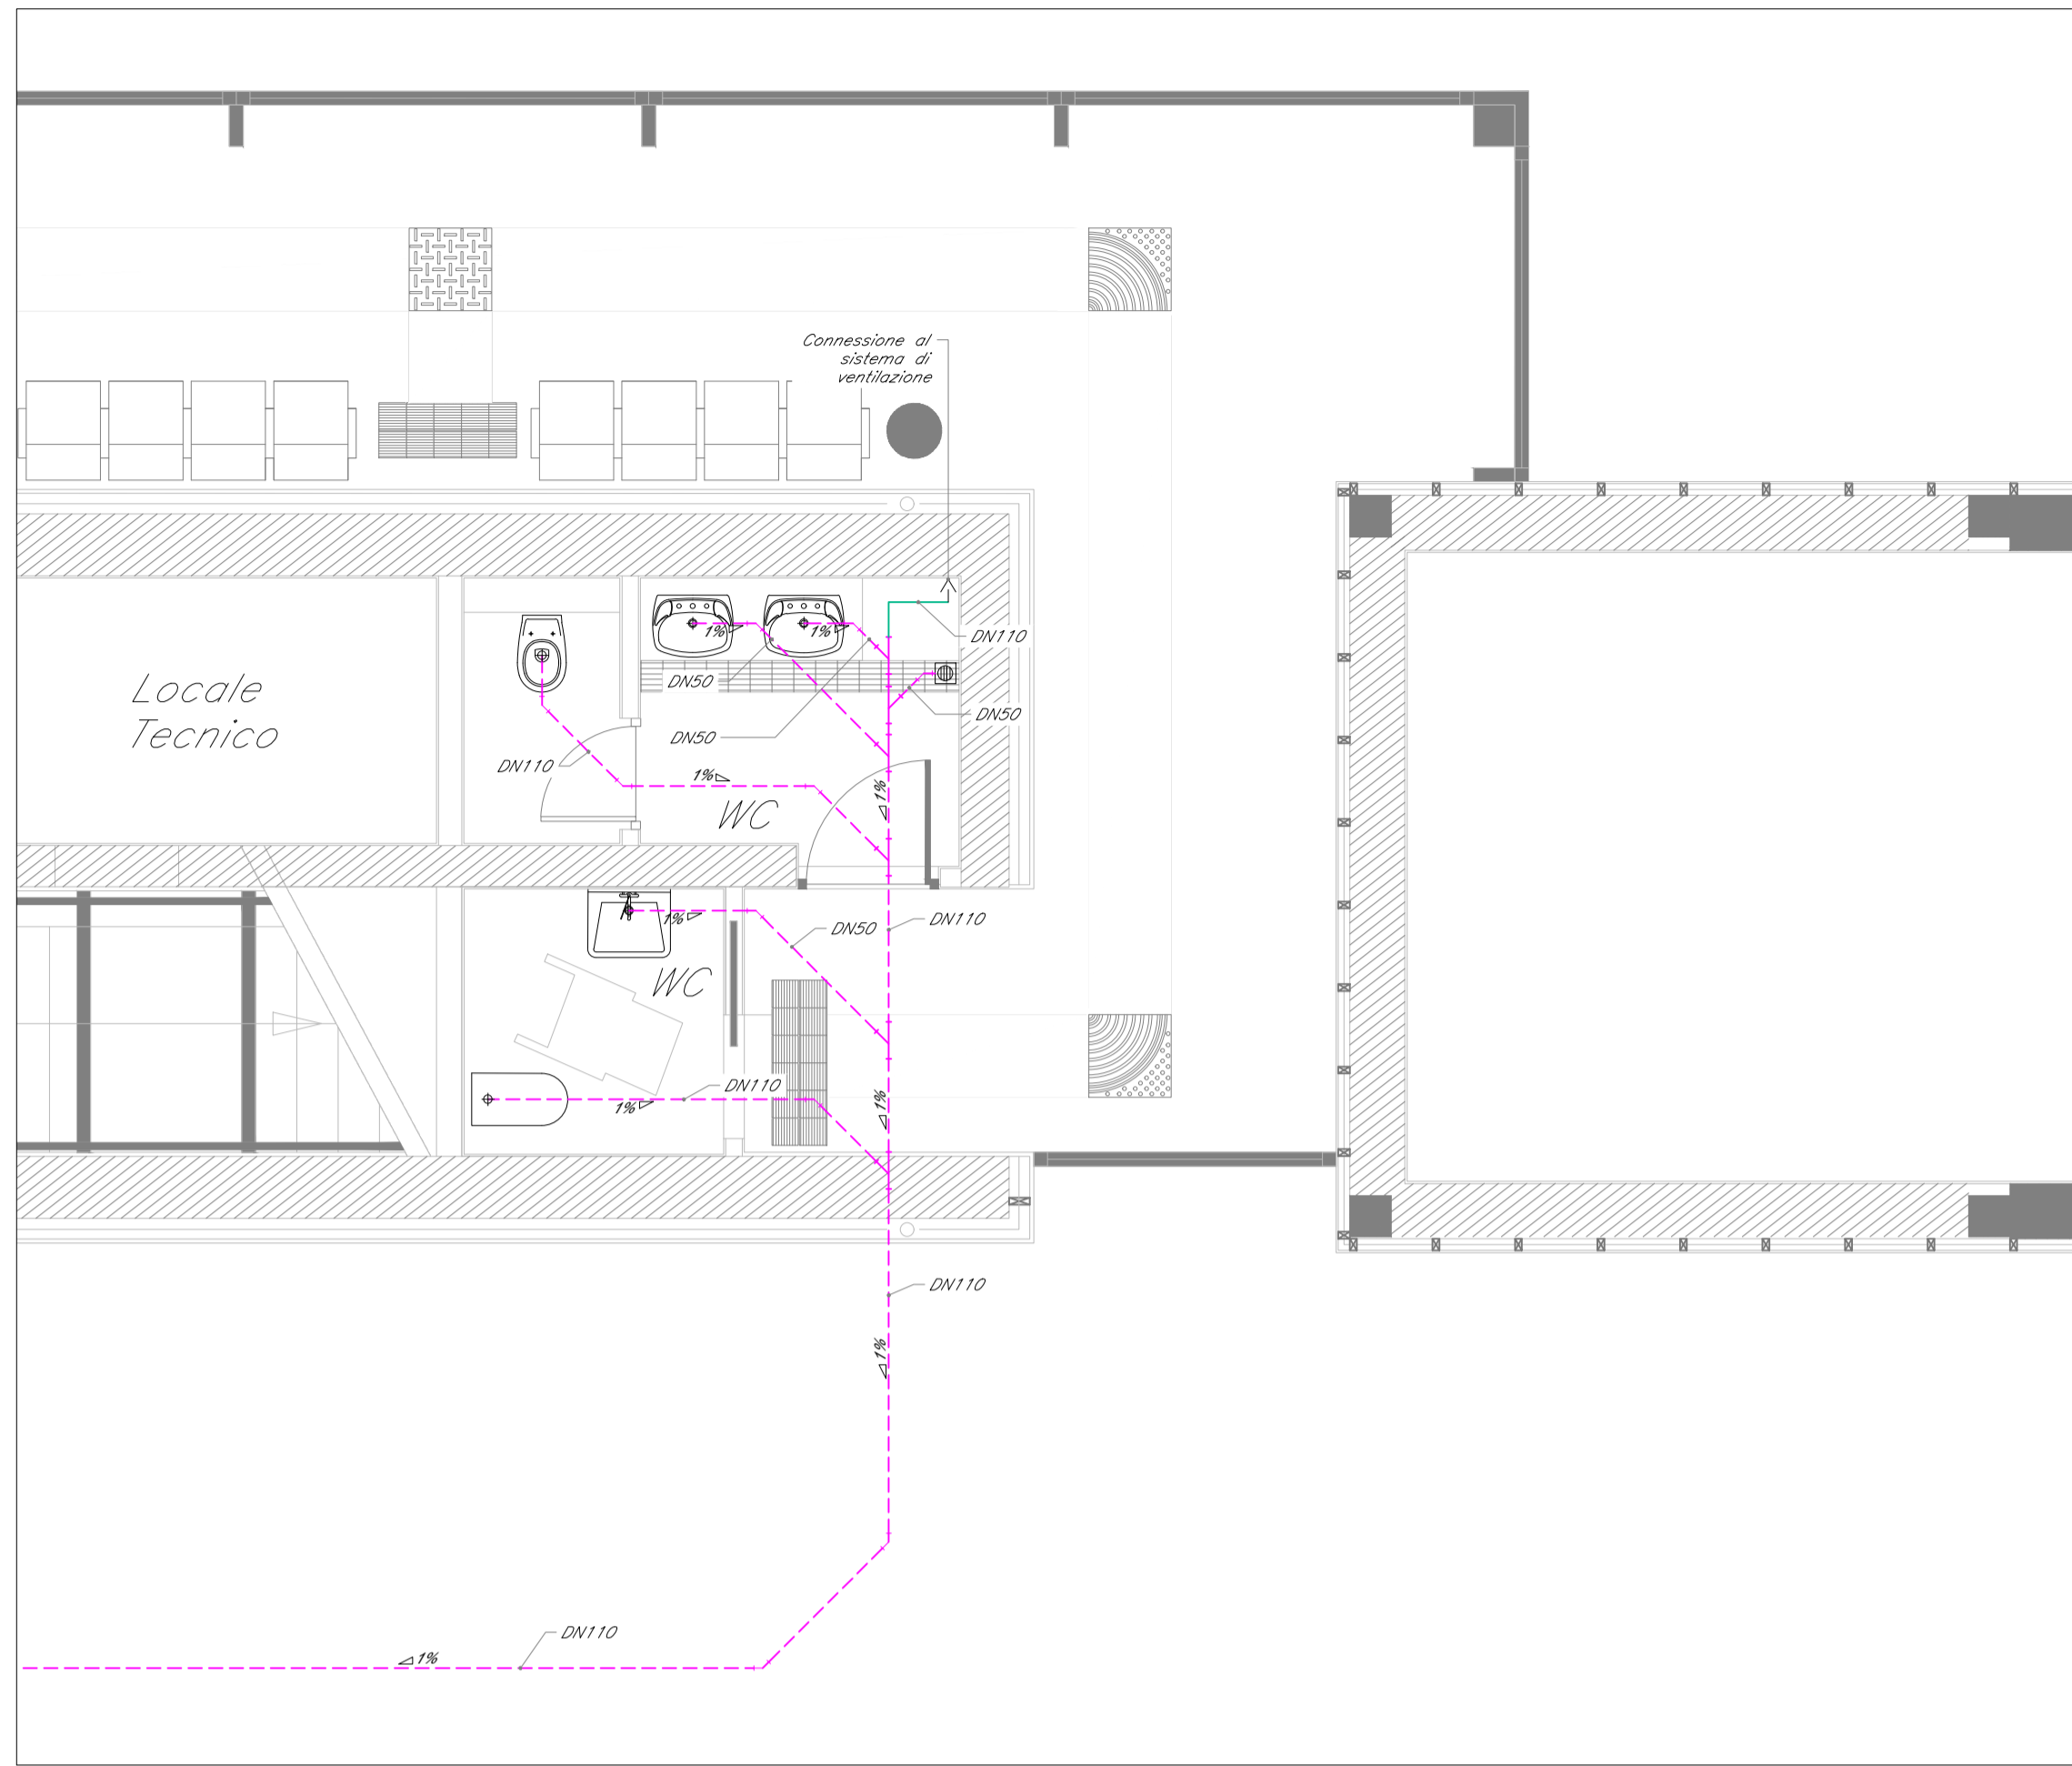 Connessione al
sistema di
ventilazione
DN110
1%
1%
DN50
DN50
DN50
Locale
Tecnico
DN110
1%
1%
WC
DN110
1%
DN50
WC
DN110
1%
1%
DN110
1%
DN110
1%